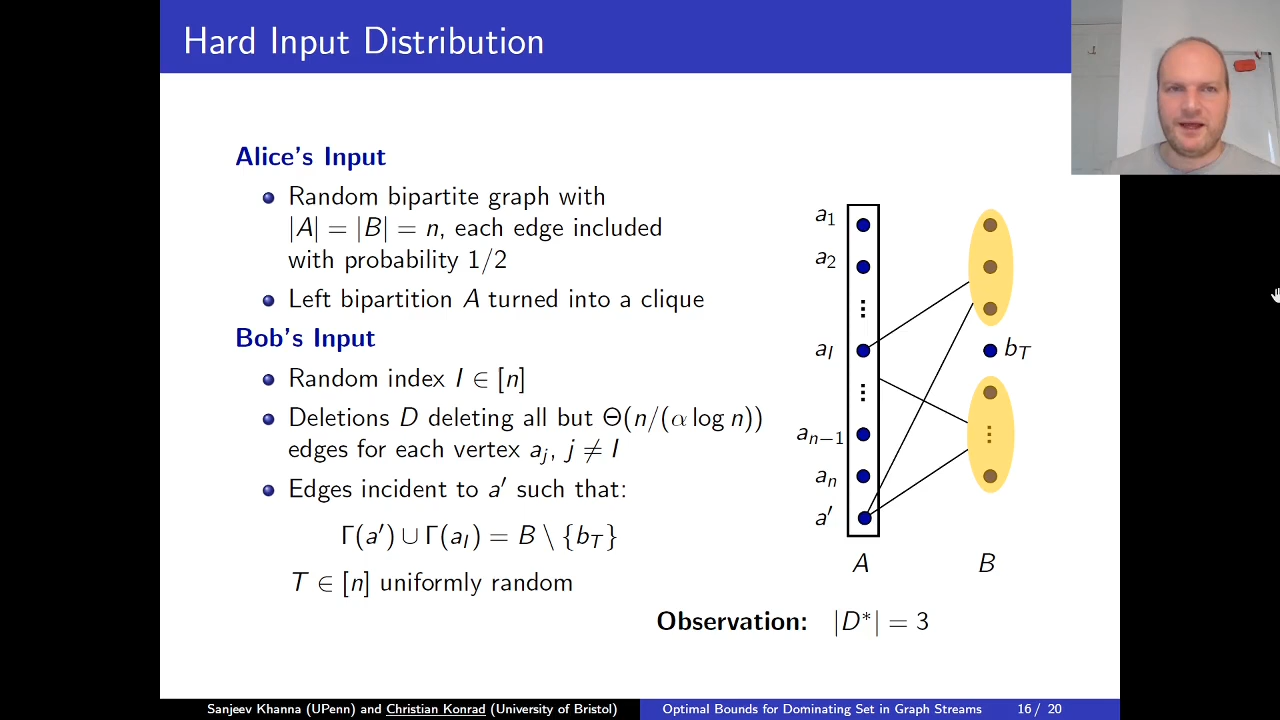 Hard Input Distribution
Alice's Input
Random bipartite graph with
|A| = |B| = n, each edge included
with probability 1/2
Left bipartition A turned into a clique
Bob's Input
Random index I ∈ [n]
Deletions D deleting all but Θ(n/(α log n))
edges for each vertex a_j, j ≠ I
Edges incident to a′ such that:
Γ(a′) ∪ Γ(a_I) = B \ {b_T}
T ∈ [n] uniformly random
a_1
a_2
⋮
a_I
b_T
⋮
⋮
a_{n−1}
a_n
a′
A
B
Observation: |D*| = 3
Sanjeev Khanna (UPenn) and Christian Konrad (University of Bristol)
Optimal Bounds for Dominating Set in Graph Streams
16 / 20